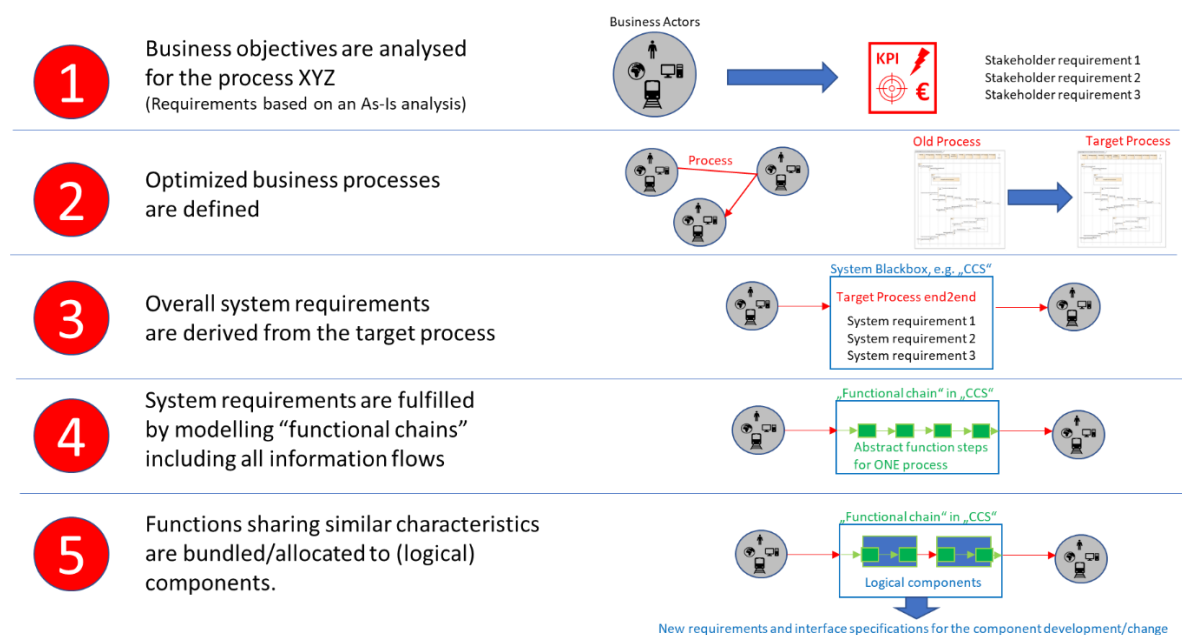 Business Actors
1
Business objectives are analysed
for the process XYZ
(Requirements based on an As-Is analysis)
KPI
€
Stakeholder requirement 1
Stakeholder requirement 2
Stakeholder requirement 3
2
Optimized business processes
are defined
Process
Old Process
Target Process
3
Overall system requirements
are derived from the target process
System Blackbox, e.g. „CCS“
Target Process end2end
System requirement 1
System requirement 2
System requirement 3
4
System requirements are fulfilled
by modelling “functional chains”
including all information flows
„Functional chain“ in „CCS“
Abstract function steps
for ONE process
5
Functions sharing similar characteristics
are bundled/allocated to (logical)
components.
„Functional chain“ in „CCS“
Logical components
New requirements and interface specifications for the component development/change